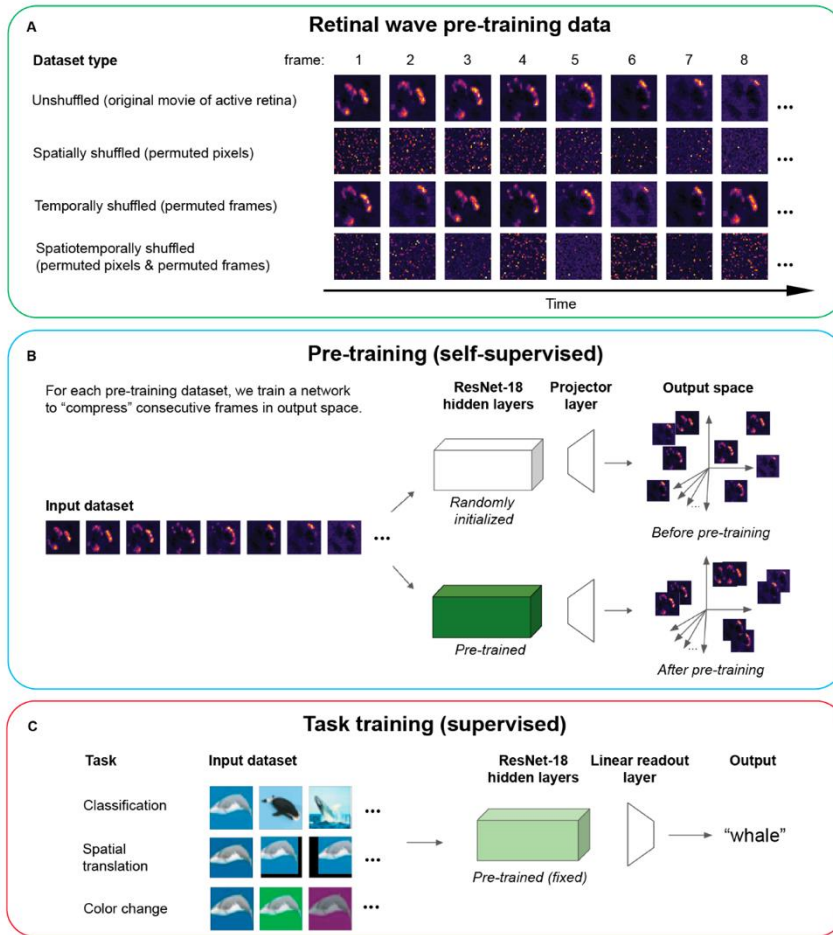 A
Retinal wave pre-training data
Dataset type
frame: 1 2 3 4 5 6 7 8
Unshuffled (original movie of active retina)
...
Spatially shuffled (permuted pixels)
...
Temporally shuffled (permuted frames)
...
Spatiotemporally shuffled
(permuted pixels & permuted frames)
...
Time
B
Pre-training (self-supervised)
For each pre-training dataset, we train a network
to “compress” consecutive frames in output space.
ResNet-18
hidden layers
Projector
layer
Output space
Randomly
initialized
...
Before pre-training
Input dataset
...
Pre-trained
...
After pre-training
C
Task training (supervised)
Task
Input dataset
ResNet-18
hidden layers
Linear readout
layer
Output
Classification
...
Spatial
translation
...
Color change
...
Pre-trained (fixed)
“whale”